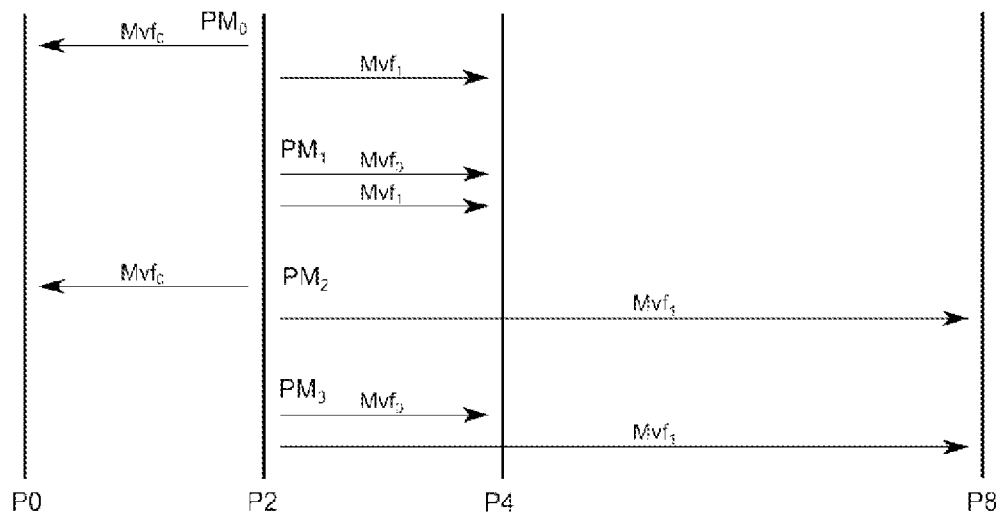 PM₀
Mvf₀
Mvf₁
PM₁
Mvf₀
Mvf₁
Mvf₀
PM₂
Mvf₁
PM₃
Mvf₀
Mvf₁
P0 P2 P4 P8